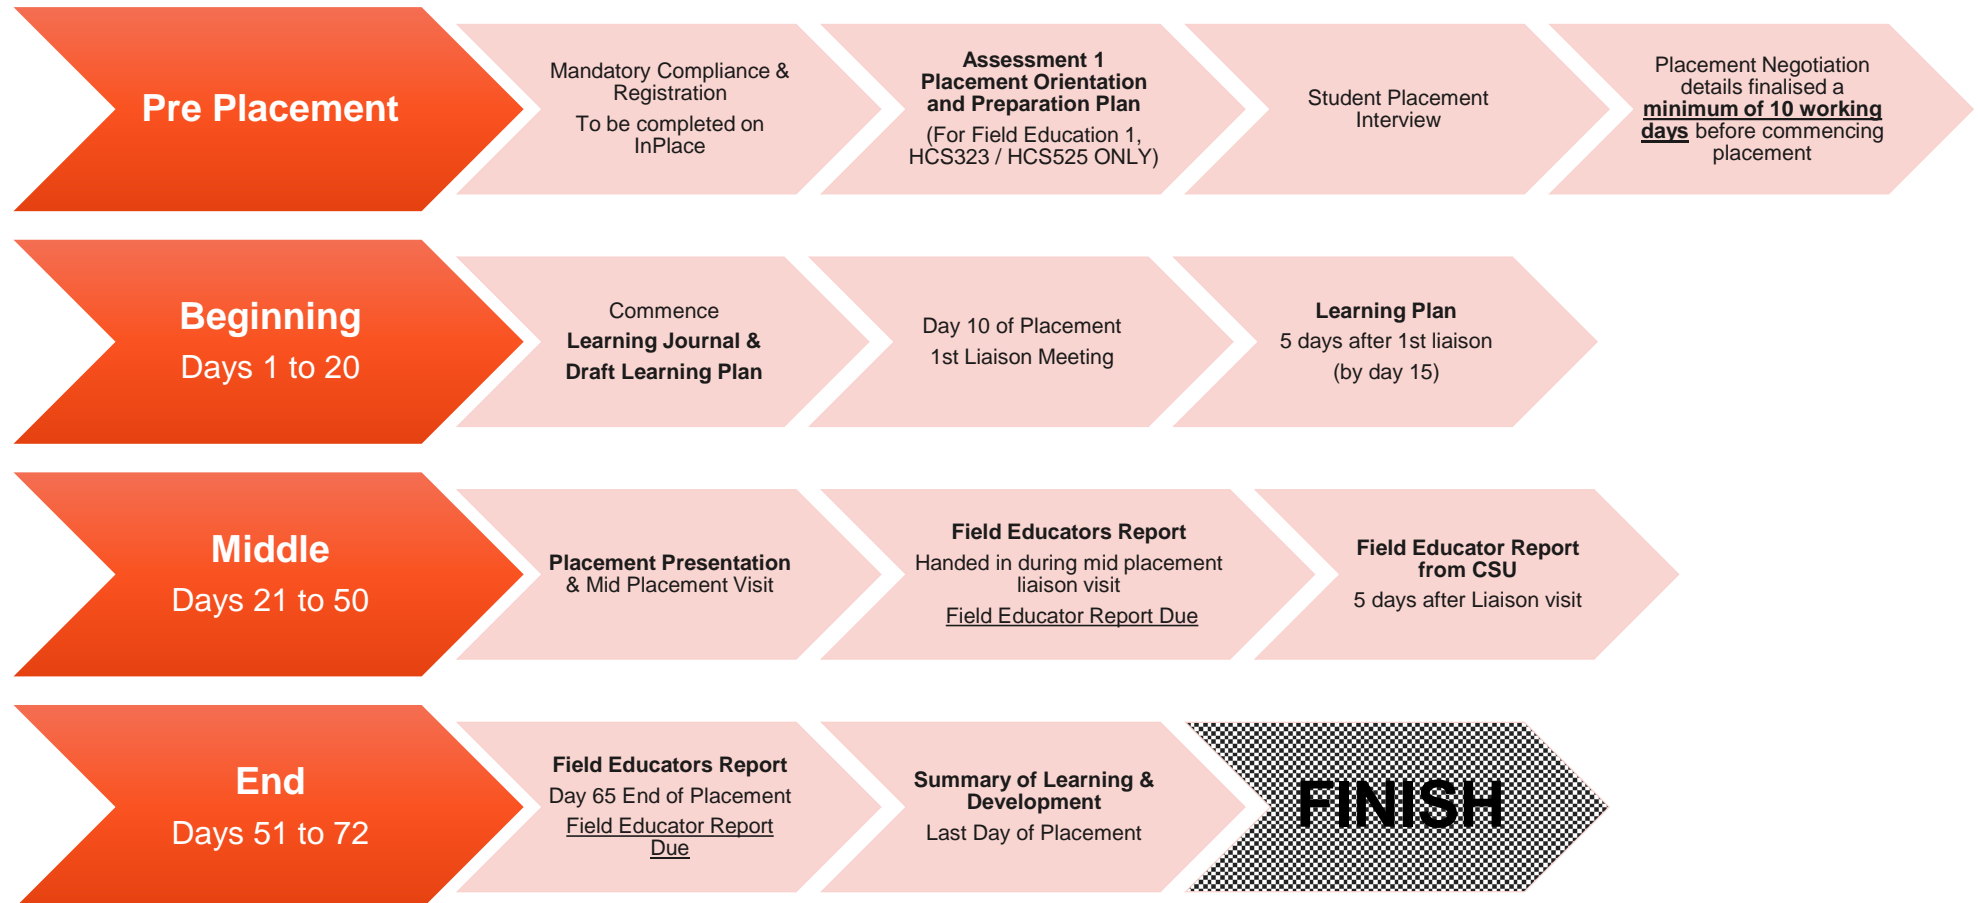 Pre Placement
Mandatory Compliance &
Registration
To be completed on
InPlace
Assessment 1
Placement Orientation
and Preparation Plan
(For Field Education 1,
HCS323 / HCS525 ONLY)
Student Placement
Interview
Placement Negotiation
details finalised a
minimum of 10 working
days before commencing
placement
Beginning
Days 1 to 20
Commence
Learning Journal &
Draft Learning Plan
Day 10 of Placement
1st Liaison Meeting
Learning Plan
5 days after 1st liaison
(by day 15)
Middle
Days 21 to 50
Placement Presentation
& Mid Placement Visit
Field Educators Report
Handed in during mid placement
liaison visit
Field Educator Report Due
Field Educator Report
from CSU
5 days after Liaison visit
End
Days 51 to 72
Field Educators Report
Day 65 End of Placement
Field Educator Report
Due
Summary of Learning &
Development
Last Day of Placement
FINISH